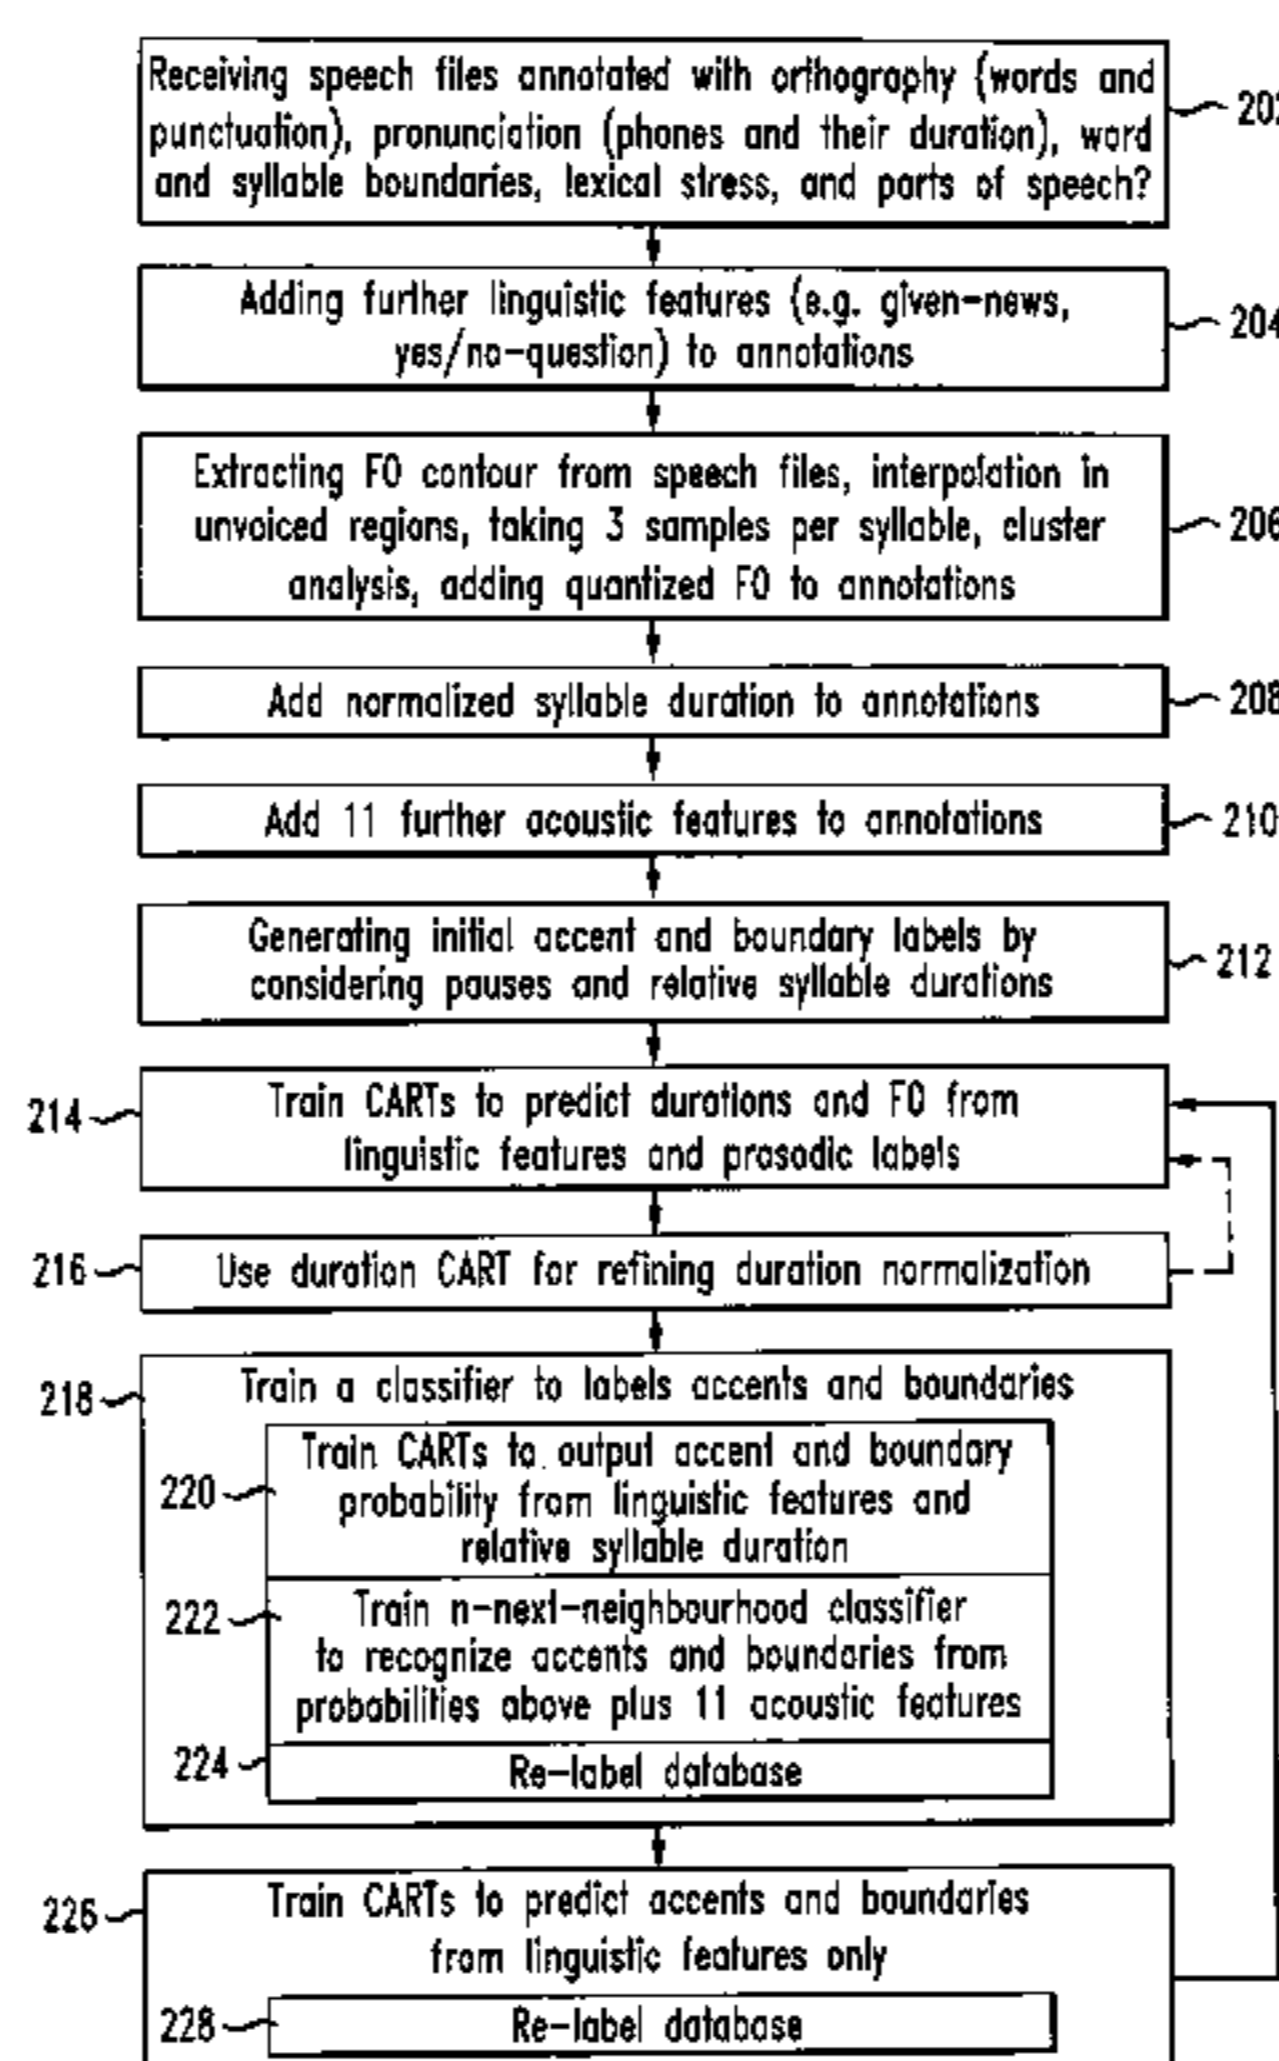 Receiving speech files annotated with orthography (words and
punctuation), pronunciation (phones and their duration), word
and syllable boundaries, lexical stress, and parts of speech?
202
Adding further linguistic features (e.g. given-news,
yes/no-question) to annotations
204
Extracting F0 contour from speech files, interpolation in
unvoiced regions, taking 3 samples per syllable, cluster
analysis, adding quantized F0 to annotations
206
Add normalized syllable duration to annotations
208
Add 11 further acoustic features to annotations
210
Generating initial accent and boundary labels by
considering pauses and relative syllable durations
212
214
Train CARTs to predict durations and F0 from
linguistic features and prosodic labels
216
Use duration CART for refining duration normalization
218
Train a classifier to labels accents and boundaries
220
Train CARTs to output accent and boundary
probability from linguistic features and
relative syllable duration
222
Train n-next-neighbourhood classifier
to recognize accents and boundaries from
probabilities above plus 11 acoustic features
224
Re-label database
226
Train CARTs to predict accents and boundaries
from linguistic features only
228
Re-label database